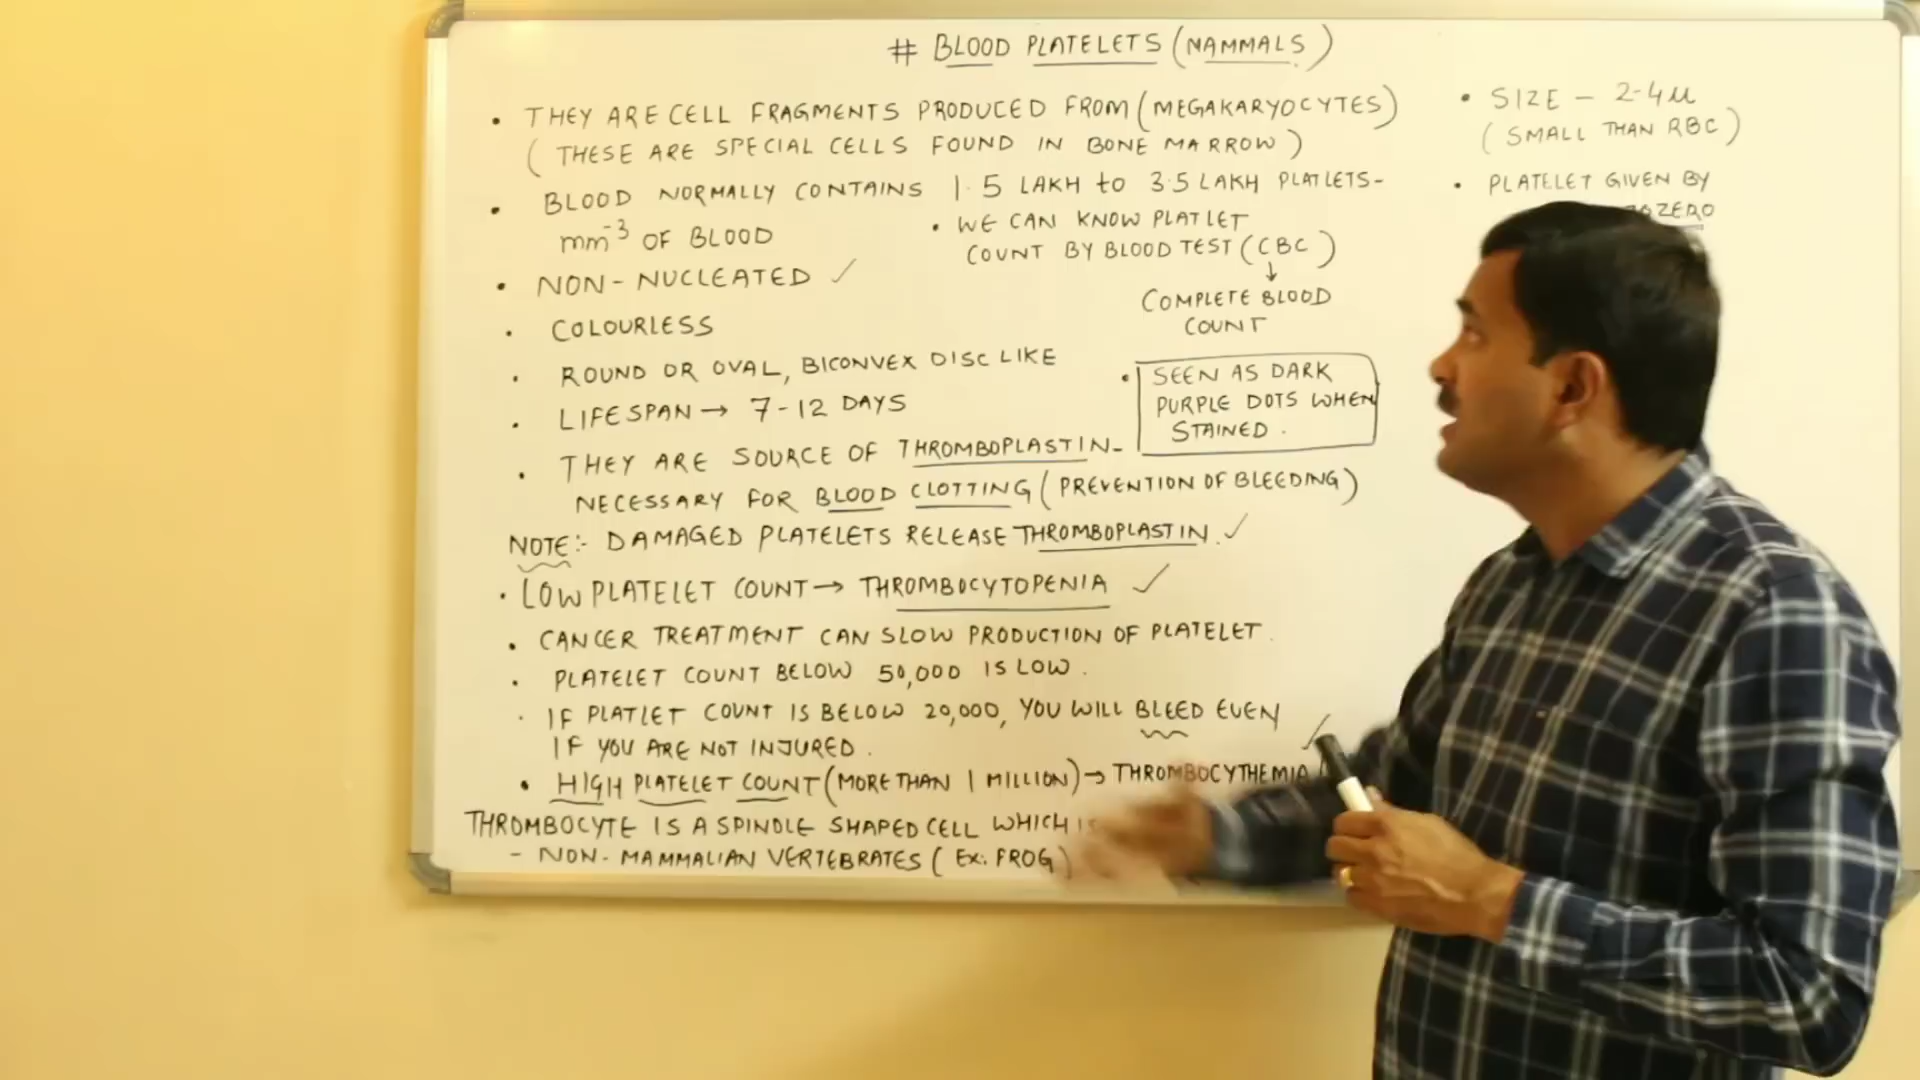 # BLOOD PLATELETS (NAMMALS)
• THEY ARE CELL FRAGMENTS PRODUCED FROM (MEGAKARYOCYTES)
( THESE ARE SPECIAL CELLS FOUND IN BONE MARROW )
• BLOOD NORMALLY CONTAINS 1.5 LAKH to 3.5 LAKH PLATLETS-
mm⁻³ OF BLOOD
• WE CAN KNOW PLATLET
COUNT BY BLOOD TEST (CBC)
↓
COMPLETE BLOOD
COUNT
• NON-NUCLEATED ✓
• COLOURLESS
• ROUND OR OVAL, BICONVEX DISC LIKE
• LIFESPAN → 7-12 DAYS
• SEEN AS DARK
PURPLE DOTS WHEN
STAINED.
• THEY ARE SOURCE OF THROMBOPLASTIN-
NECESSARY FOR BLOOD CLOTTING (PREVENTION OF BLEEDING)
NOTE:- DAMAGED PLATELETS RELEASE THROMBOPLASTIN. ✓
• LOW PLATELET COUNT → THROMBOCYTOPENIA ✓
• CANCER TREATMENT CAN SLOW PRODUCTION OF PLATELET.
• PLATELET COUNT BELOW 50,000 IS LOW.
• IF PLATLET COUNT IS BELOW 20,000, YOU WILL BLEED EVEN
IF YOU ARE NOT INJURED.
• HIGH PLATELET COUNT (MORE THAN 1 MILLION) → THROMBOCYTHEMIA ✓
THROMBOCYTE IS A SPINDLE SHAPED CELL WHICH
- NON-MAMMALIAN VERTEBRATES ( EX: FROG)
• SIZE - 2-4µ
( SMALL THAN RBC )
• PLATELET GIVEN BY